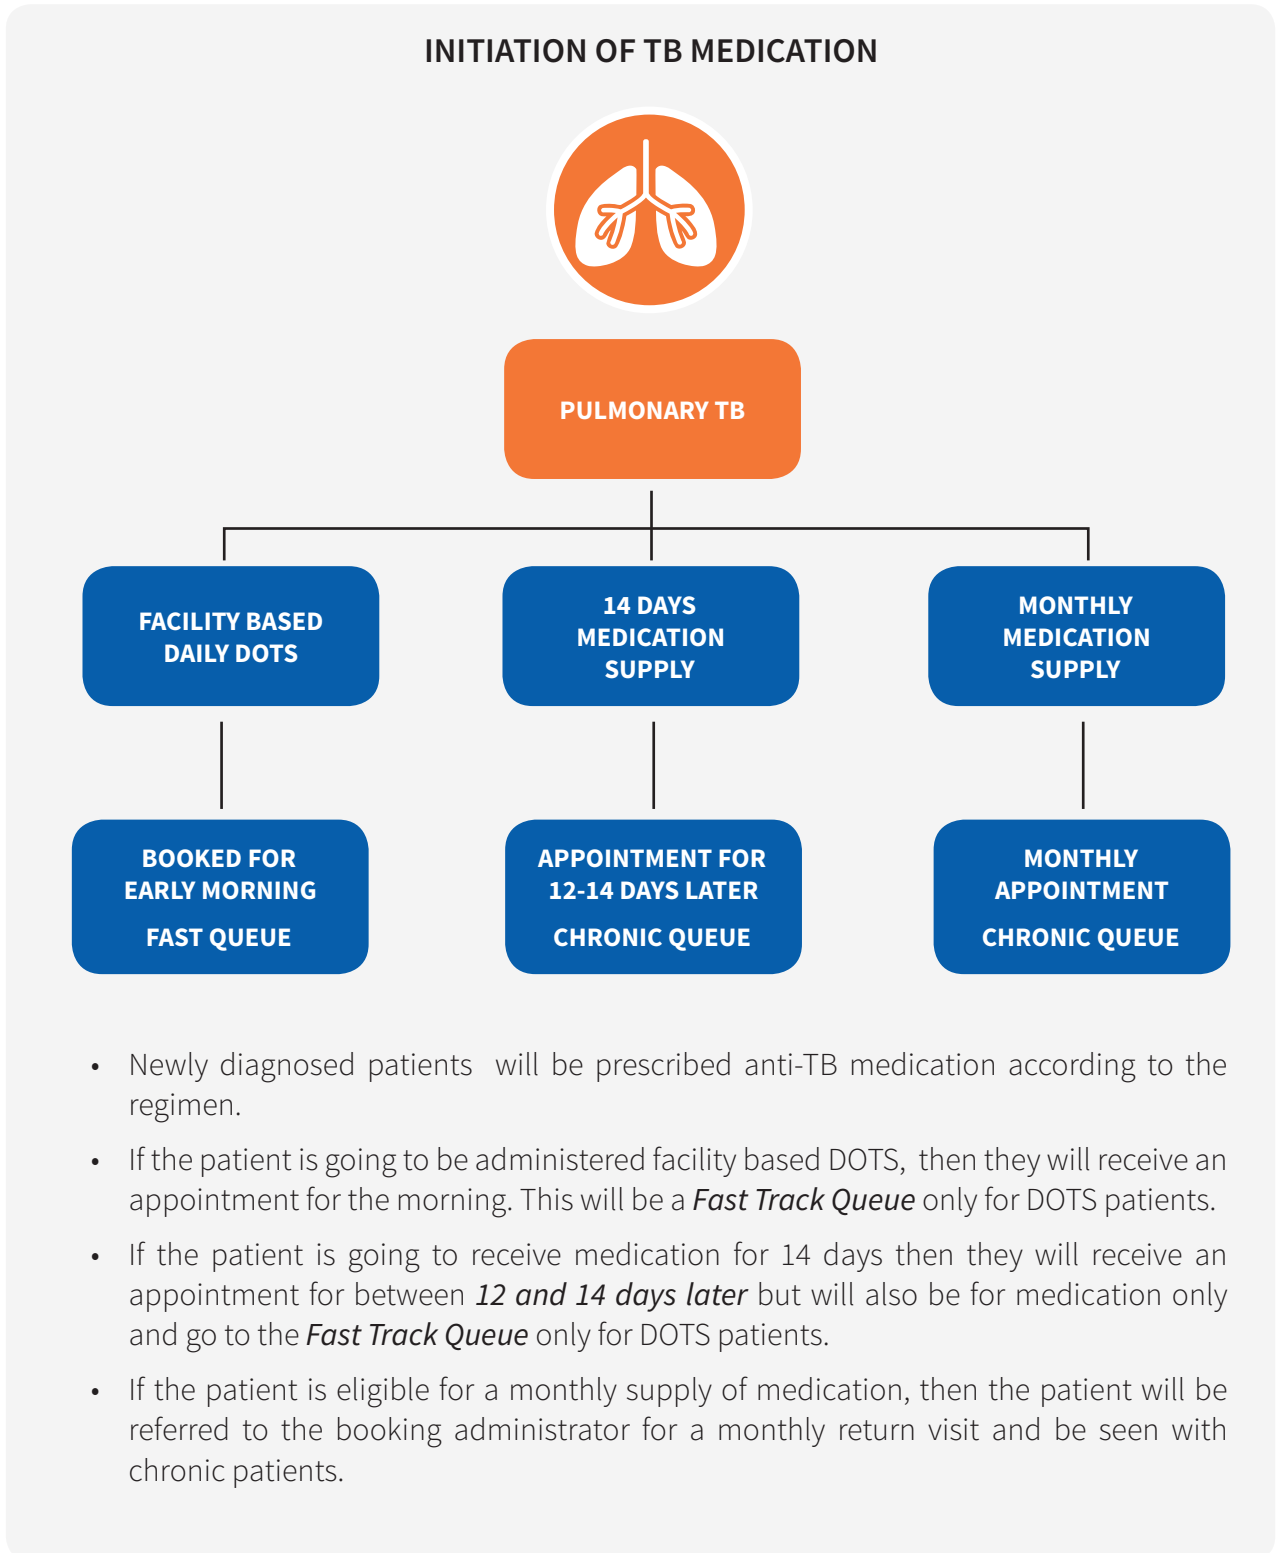 INITIATION OF TB MEDICATION
PULMONARY TB
FACILITY BASED
DAILY DOTS
14 DAYS
MEDICATION
SUPPLY
MONTHLY
MEDICATION
SUPPLY
BOOKED FOR
EARLY MORNING
FAST QUEUE
APPOINTMENT FOR
12-14 DAYS LATER
CHRONIC QUEUE
MONTHLY
APPOINTMENT
CHRONIC QUEUE
• Newly diagnosed patients will be prescribed anti-TB medication according to the
regimen.
• If the patient is going to be administered facility based DOTS, then they will receive an
appointment for the morning. This will be a Fast Track Queue only for DOTS patients.
• If the patient is going to receive medication for 14 days then they will receive an
appointment for between 12 and 14 days later but will also be for medication only
and go to the Fast Track Queue only for DOTS patients.
• If the patient is eligible for a monthly supply of medication, then the patient will be
referred to the booking administrator for a monthly return visit and be seen with
chronic patients.